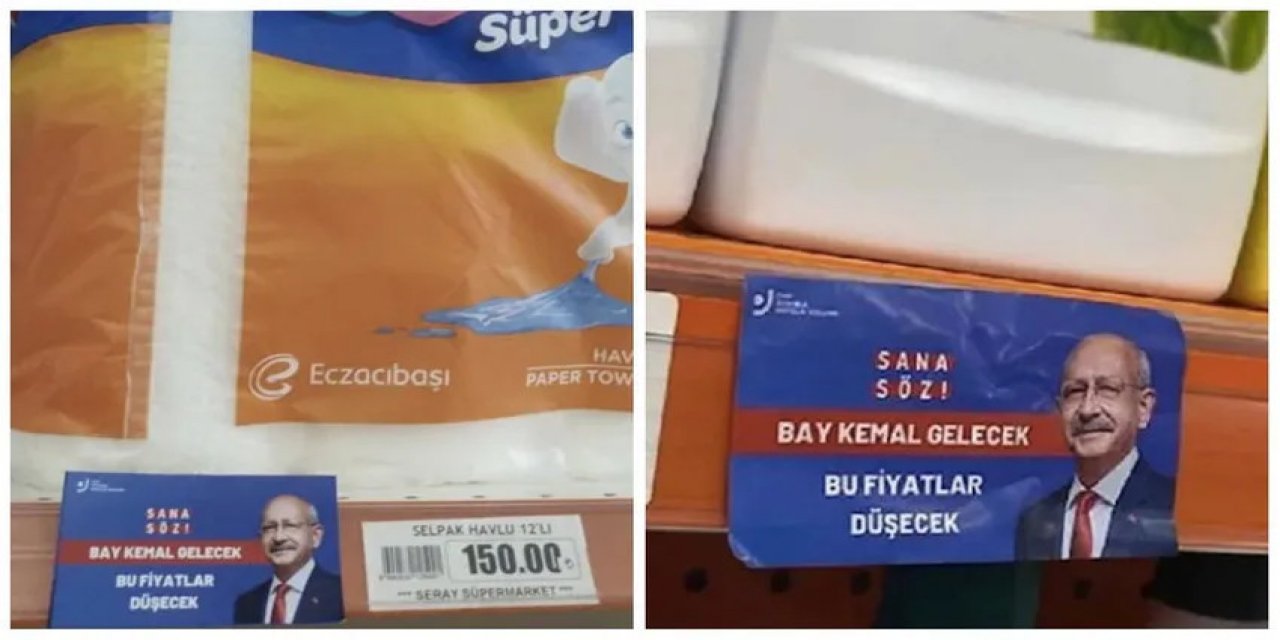 Süper
Eczacıbaşı
HAV
PAPER TOW
SANA
SÖZ!
BAY KEMAL GELECEK
BU FİYATLAR
DÜŞECEK
SELPAK HAVLU 12'Lİ
150.00
SERAY SÜPERMARKET
SANA
SÖZ!
BAY KEMAL GELECEK
BU FİYATLAR
DÜŞECEK